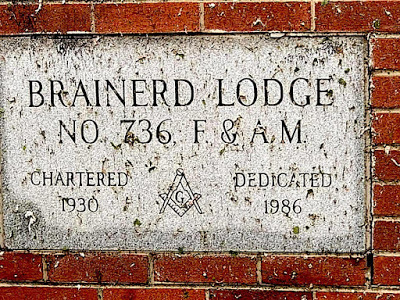 BRAINERD LODGE
NO. 736, F. & A.M.
CHARTERED DEDICATED
1930 G 1986